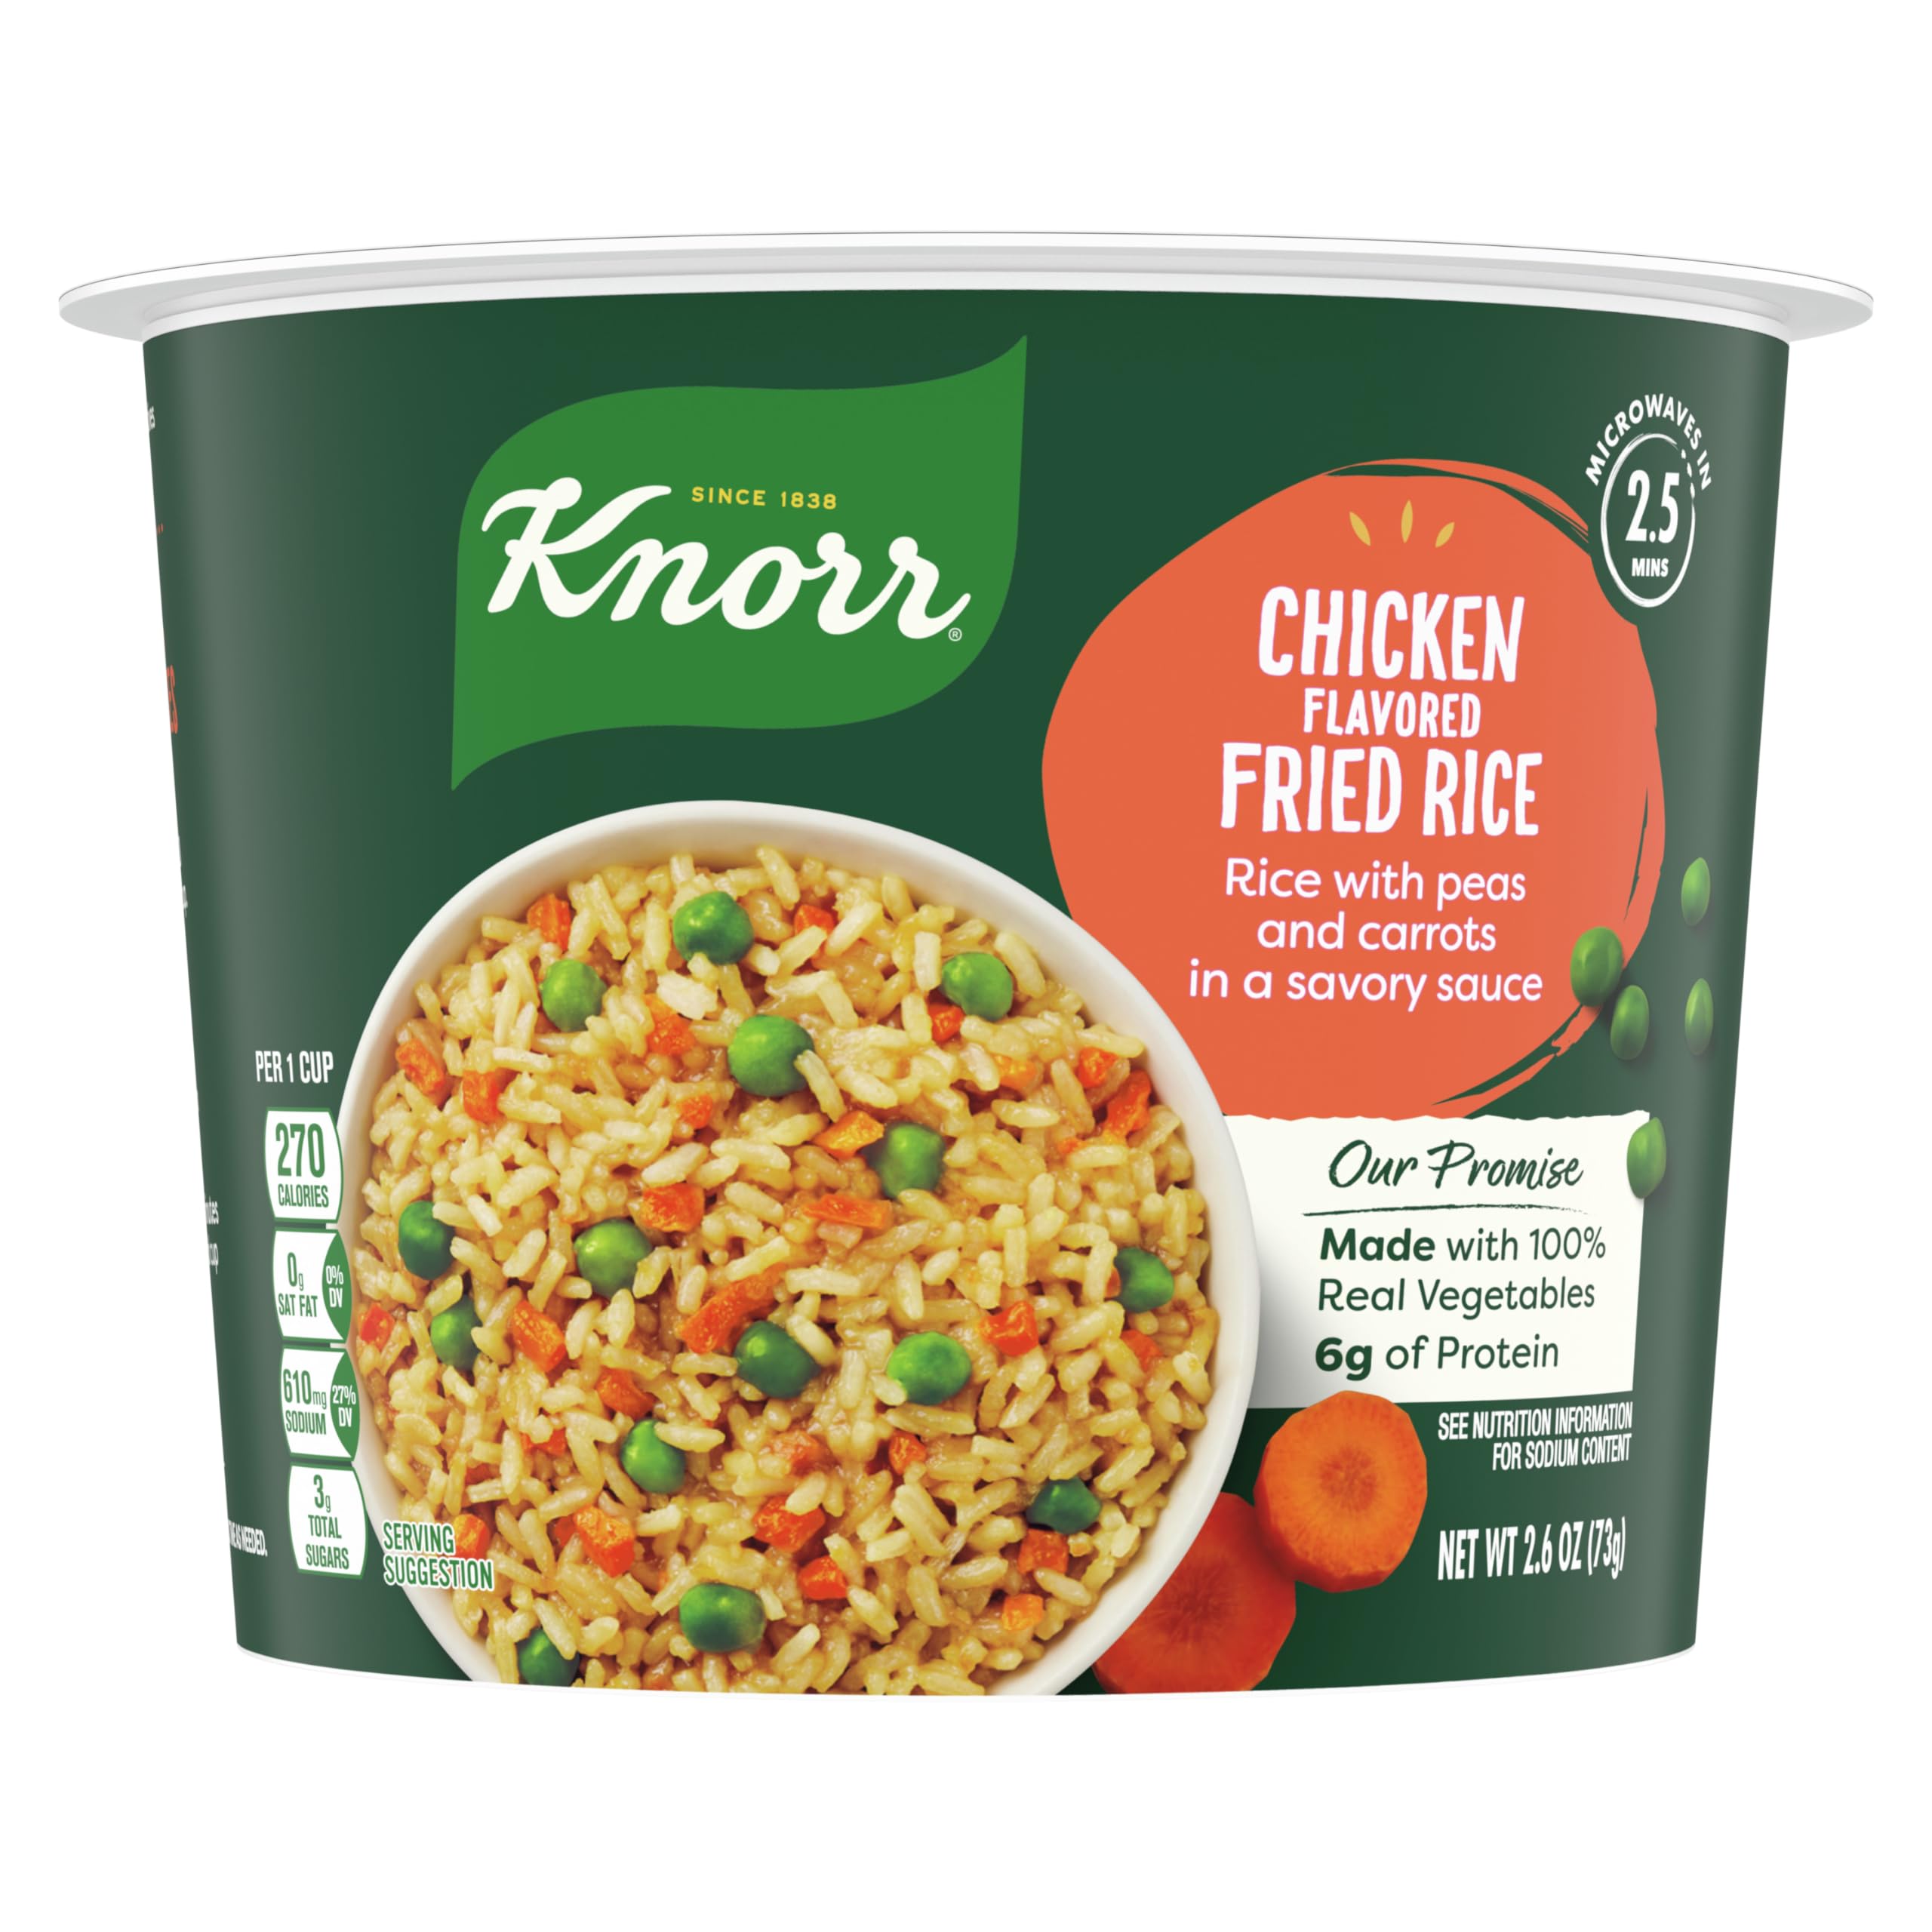 SINCE 1838
Knorr®
MICROWAVES IN
2.5
MINS
CHICKEN
FLAVORED
FRIED RICE
Rice with peas
and carrots
in a savory sauce
Our Promise
Made with 100%
Real Vegetables
6g of Protein
SEE NUTRITION INFORMATION
FOR SODIUM CONTENT
NET WT 2.6 OZ (73g)
PER 1 CUP
270
CALORIES
0g
SAT FAT
0%
DV
610mg
SODIUM
27%
DV
3g
TOTAL
SUGARS
SERVING
SUGGESTION
AS NEEDED.